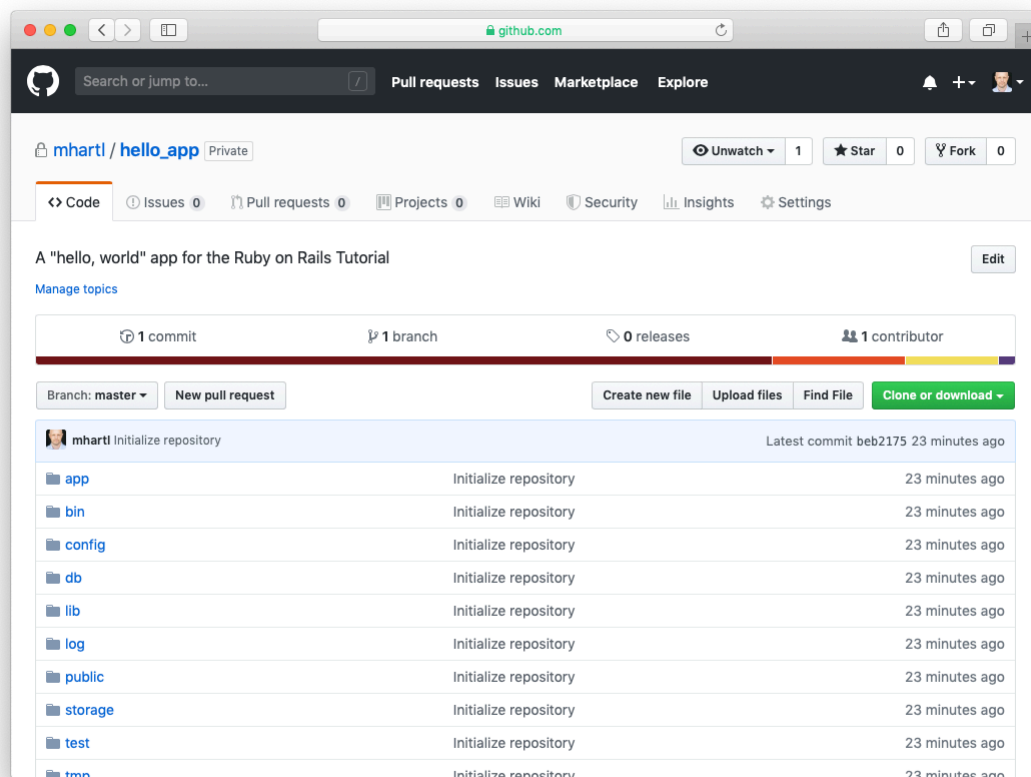 github.com
Search or jump to... / Pull requests Issues Marketplace Explore
mhartl / hello_app Private Unwatch 1 Star 0 Fork 0
Code Issues 0 Pull requests 0 Projects 0 Wiki Security Insights Settings
A "hello, world" app for the Ruby on Rails Tutorial Edit
Manage topics
1 commit 1 branch 0 releases 1 contributor
Branch: master New pull request Create new file Upload files Find File Clone or download
mhartl Initialize repository Latest commit beb2175 23 minutes ago
app Initialize repository 23 minutes ago
bin Initialize repository 23 minutes ago
config Initialize repository 23 minutes ago
db Initialize repository 23 minutes ago
lib Initialize repository 23 minutes ago
log Initialize repository 23 minutes ago
public Initialize repository 23 minutes ago
storage Initialize repository 23 minutes ago
test Initialize repository 23 minutes ago
tmp Initialize repository 23 minutes ago